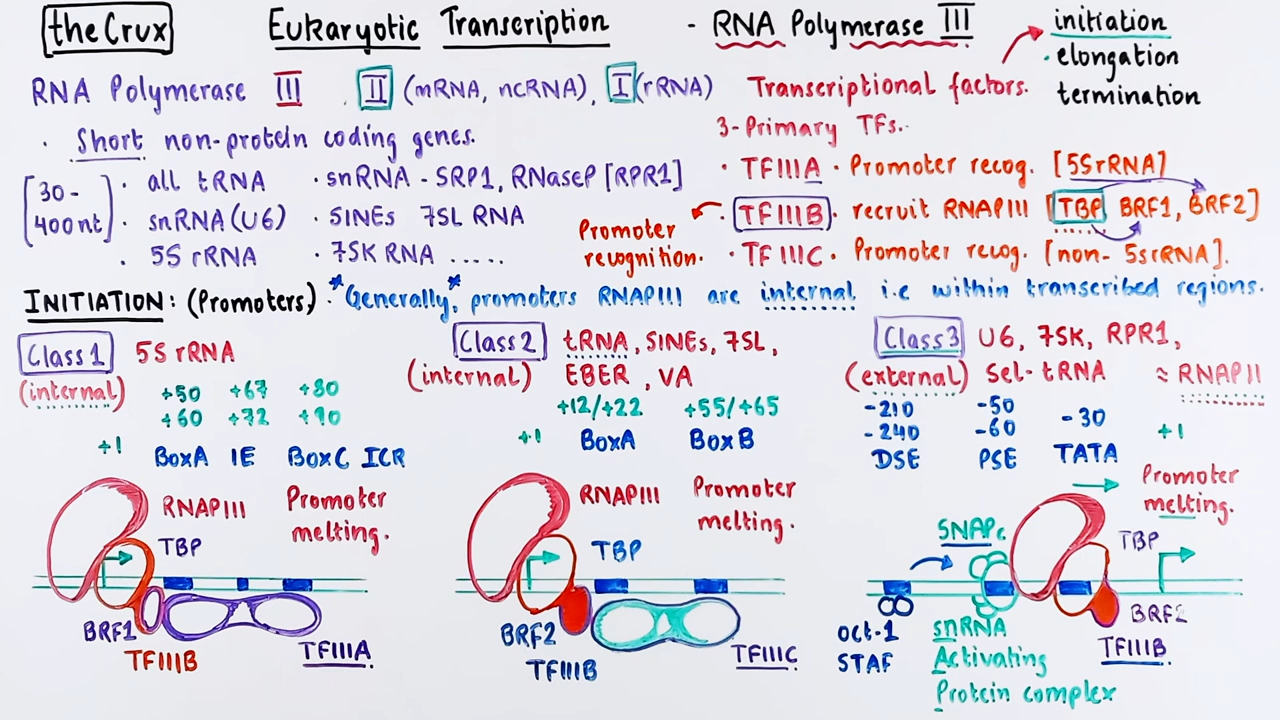 theCrux Eukaryotic Transcription - RNA Polymerase III
initiation
· elongation
termination
RNA Polymerase III . II (mRNA, ncRNA), I (rRNA)
Transcriptional factors.
· Short non-protein coding genes.
[30-400nt]
· all tRNA · snRNA - SRP1, RNaseP [RPR1]
· snRNA (U6) · SINEs 7SL RNA
· 5S rRNA · 7SK RNA .....
3-Primary TFs.
· TFIIIA · Promoter recog. [5SrRNA]
TFIIIB · recruit RNAPIII [TBP BRF1, BRF2]
Promoter recognition.
· TFIIIC · Promoter recog. [non- 5srRNA].
INITIATION: (Promoters) · *Generally,* promoters RNAPIII are internal i.e within transcribed regions.
Class 1 5S rRNA
(internal)
+50 +67 +80
+60 +72 +90
+1 BoxA IE BoxC ICR
RNAPIII Promoter melting.
TBP
BRF1
TFIIIB
TFIIIA
Class 2 tRNA, SINEs, 7SL,
(internal) EBER, VA
+12/+22 +55/+65
+1 BoxA BoxB
RNAPIII Promoter melting.
TBP
BRF2
TFIIIB
TFIIIC
Class 3 U6, 7SK, RPR1,
(external) Sel-tRNA ≈ RNAPII
-210 -50 -30
-240 -60 +1
DSE PSE TATA
Promoter melting.
SNAPc
TBP
BRF2
TFIIIB
Oct-1
STAF
snRNA
Activating
Protein complex